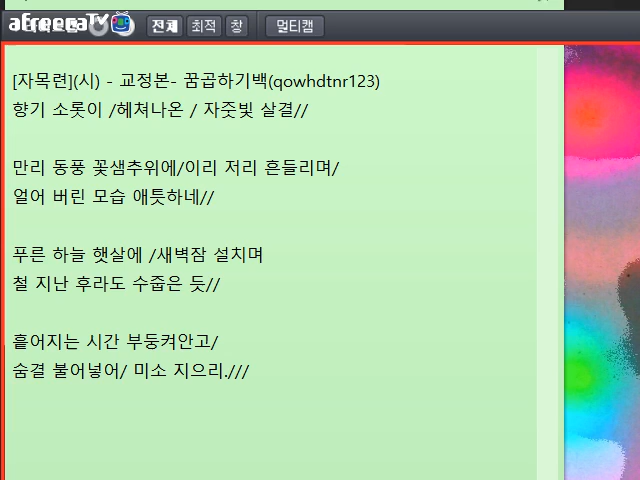 afreecaTV
전체 최적 창 멀티캠
[자목련](시) - 교정본- 꿈곱하기백(qowhdtnr123)
향기 소롯이 /헤쳐나온 / 자줏빛 살결//
만리 동풍 꽃샘추위에/이리 저리 흔들리며/
얼어 버린 모습 애틋하네//
푸른 하늘 햇살에 /새벽잠 설치며
철 지난 후라도 수줍은 듯//
흩어지는 시간 부둥켜안고/
숨결 불어넣어/ 미소 지으리.///